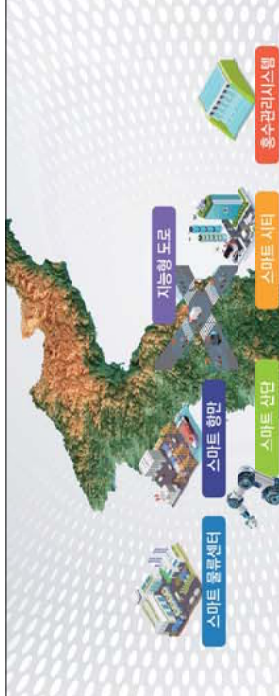 홍수관리시스템
스마트 시티
지능형 도로
스마트 산단
스마트 항만
스마트 물류센터